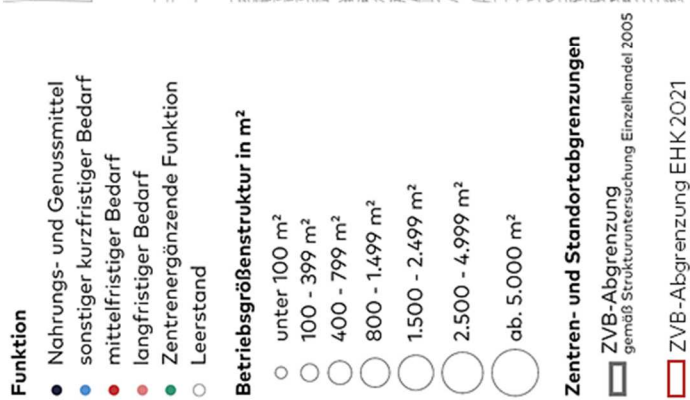 Funktion
Nahrungs- und Genussmittel
sonstiger kurzfristiger Bedarf
mittelfristiger Bedarf
langfristiger Bedarf
Zentrenergänzende Funktion
Leerstand
Betriebsgrößenstruktur in m²
unter 100 m²
100 - 399 m²
400 - 799 m²
800 - 1.499 m²
1.500 - 2.499 m²
2.500 - 4.999 m²
ab. 5.000 m²
Zentren- und Standortabgrenzungen
ZVB-Abgrenzung
gemäß Strukturuntersuchung Einzelhandel 2005
ZVB-Abgrenzung EHK 2021